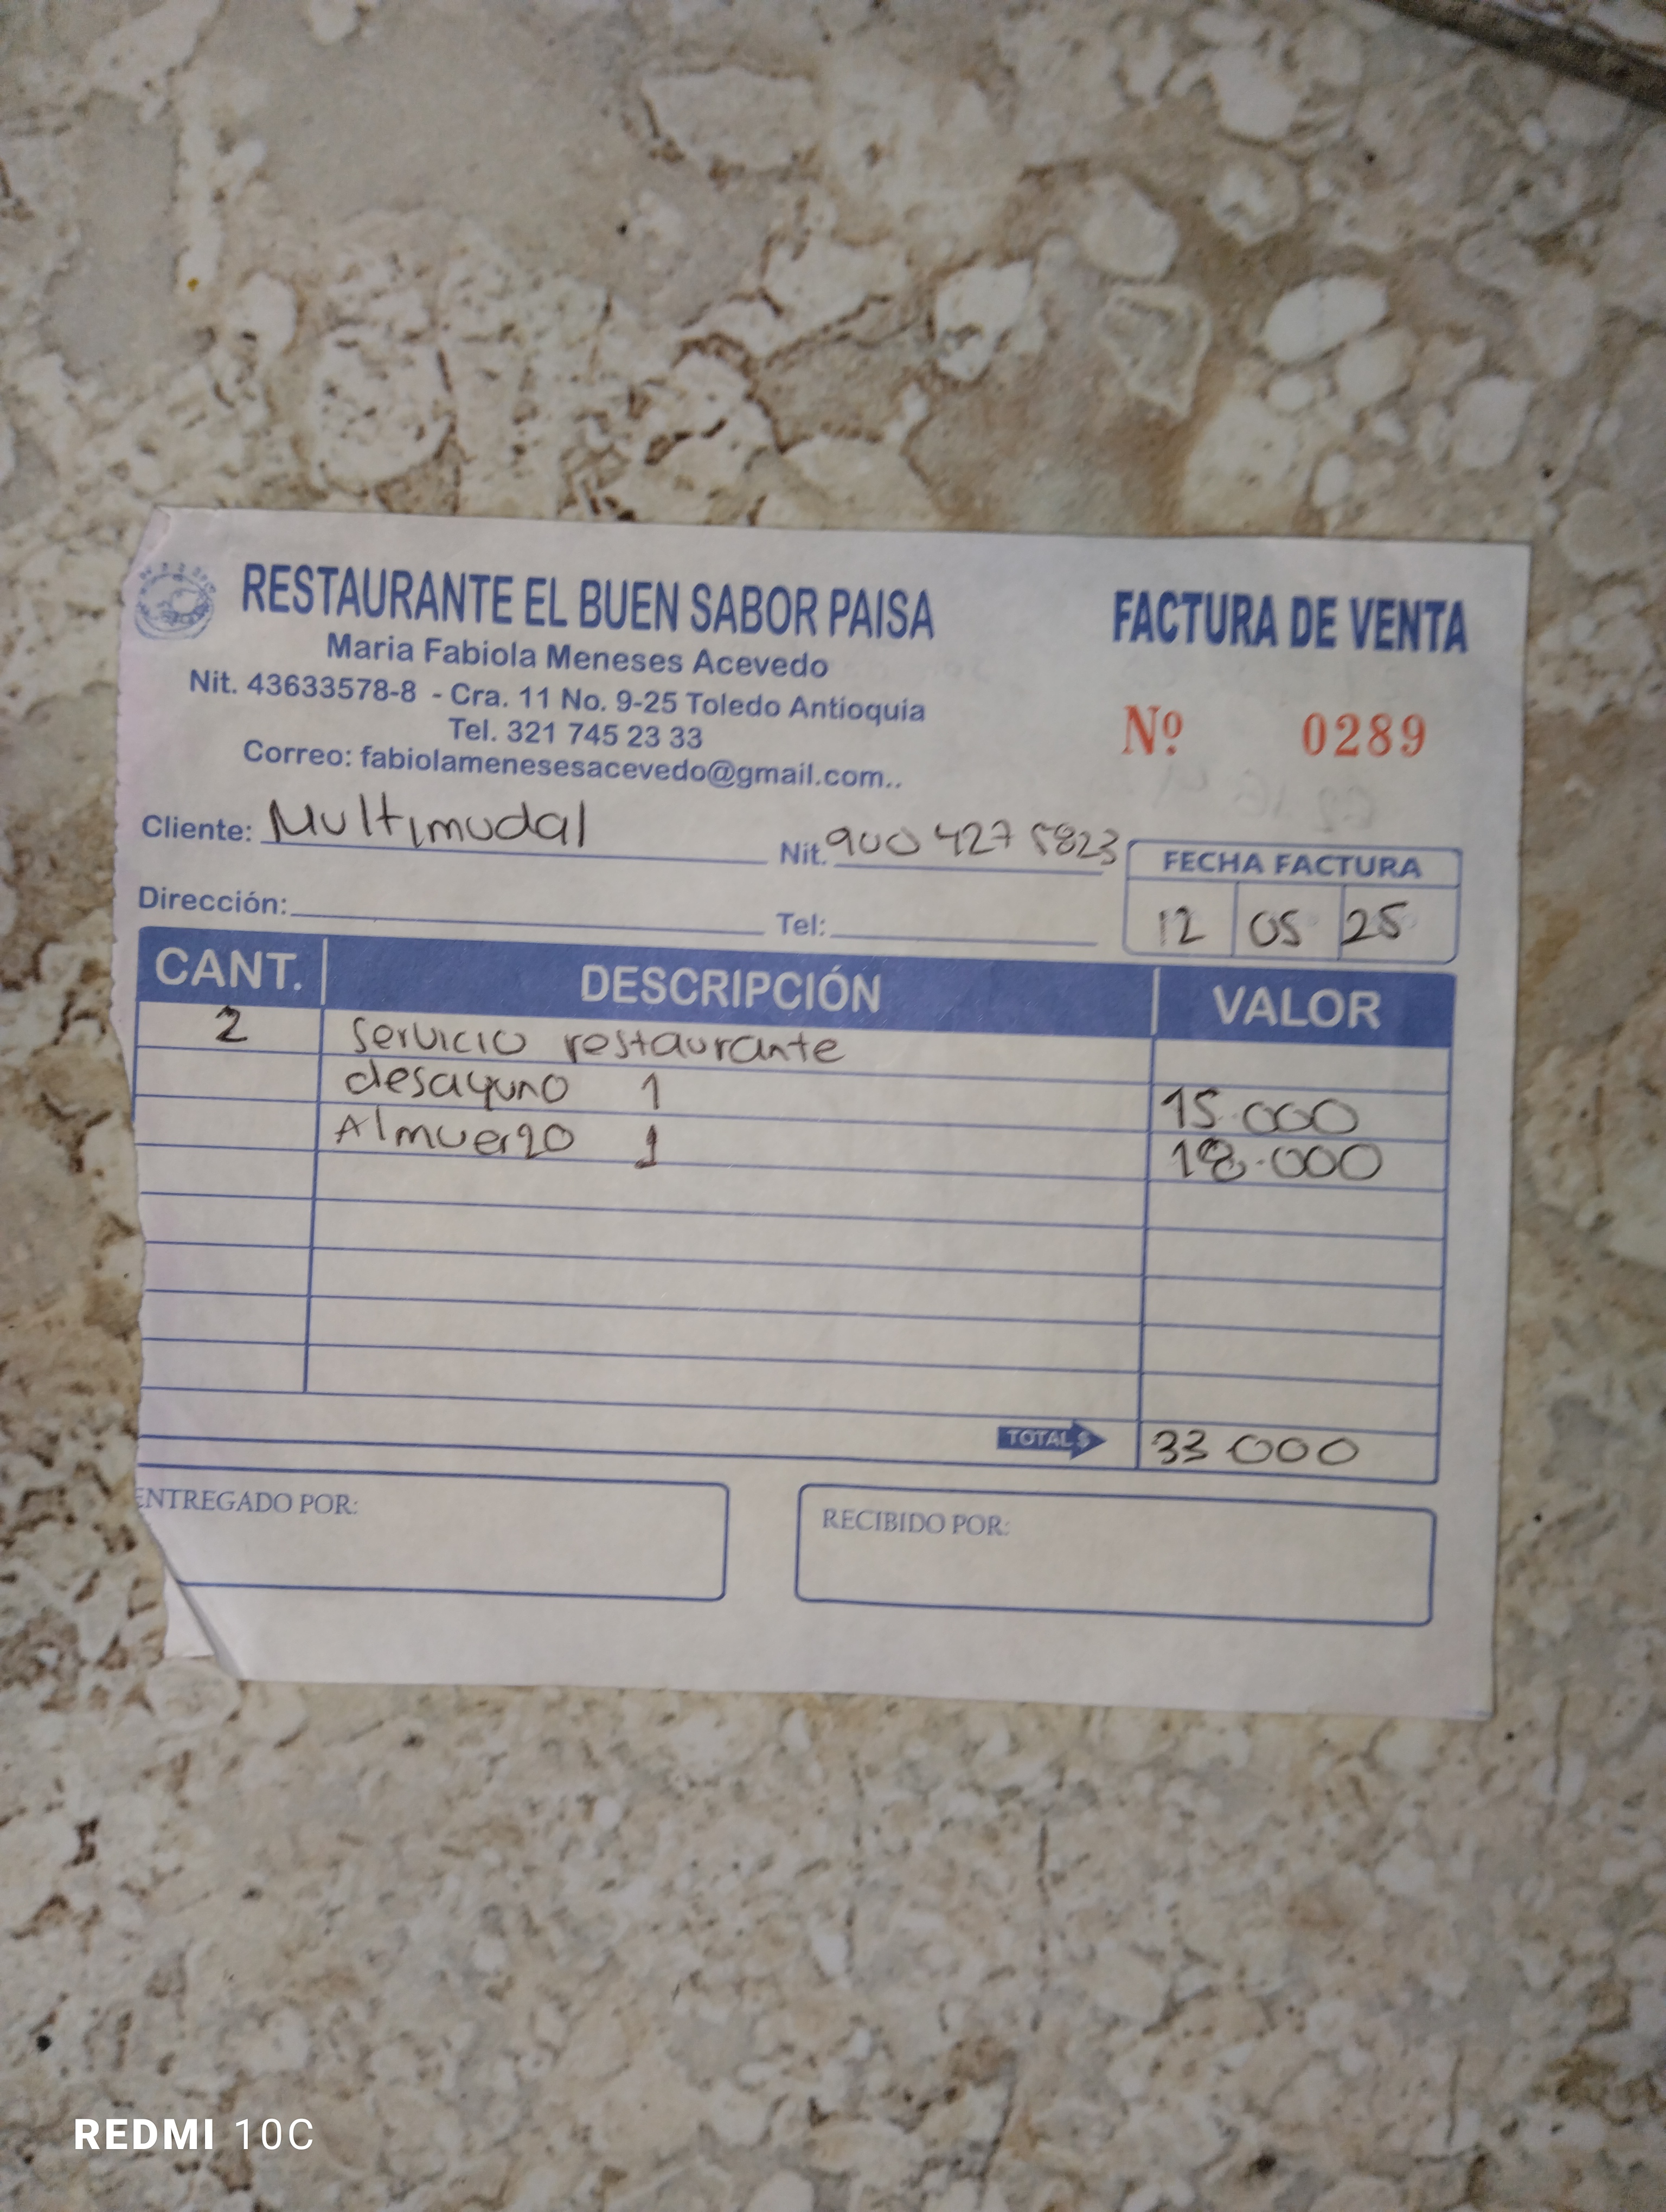 RESTAURANTE EL BUEN SABOR PAISA
Maria Fabiola Meneses Acevedo
Nit. 43633578-8 - Cra. 11 No. 9-25 Toledo Antioquia
Tel. 321 745 23 33
Correo: fabiolamenesesacevedo@gmail.com..
FACTURA DE VENTA
Nº 0289
Cliente: Multimudal Nit. 900 427 5823
FECHA FACTURA
12 05 25
Dirección: Tel:
CANT. DESCRIPCIÓN VALOR
2 servicio restaurante
desayuno 1 15.000
Almuerzo 1 18.000
TOTAL $ 33 000
ENTREGADO POR: RECIBIDO POR:
REDMI 10C